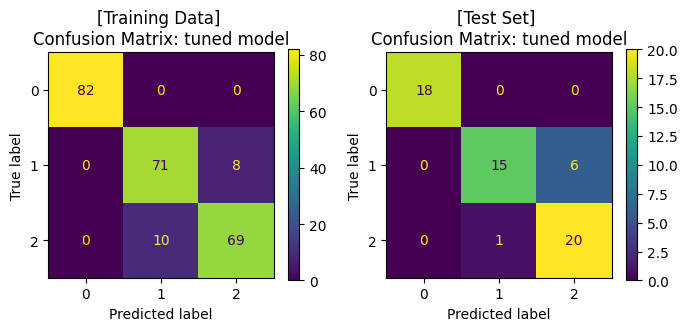 [Training Data]
Confusion Matrix: tuned model
True label
0
1
2
82 0 0
0 71 8
0 10 69
0 1 2
Predicted label
80
60
40
20
0
[Test Set]
Confusion Matrix: tuned model
True label
0
1
2
18 0 0
0 15 6
0 1 20
0 1 2
Predicted label
20.0
17.5
15.0
12.5
10.0
7.5
5.0
2.5
0.0